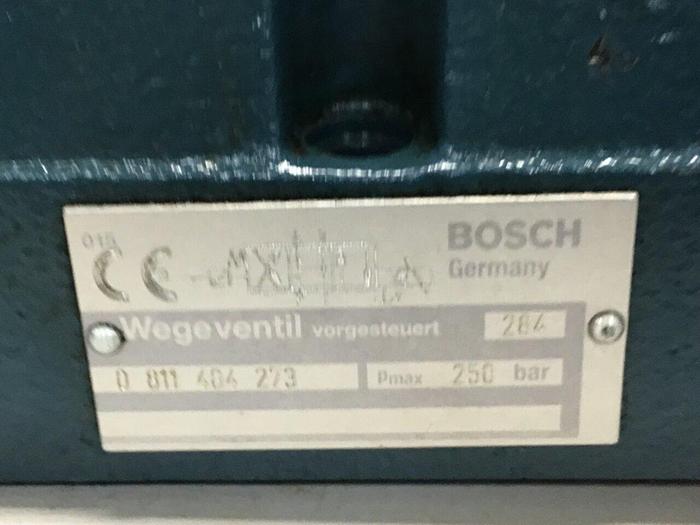 015
CE
BOSCH
Germany
Wegeventil vorgesteuert 284
0 811 404 273 Pmax 250 bar